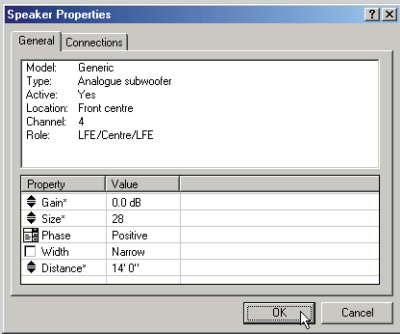 Speaker Properties
General Connections
Model: Generic
Type: Analogue subwoofer
Active: Yes
Location: Front centre
Channel: 4
Role: LFE/Centre/LFE
Property Value
Gain* 0.0 dB
Size* 28
Phase Positive
Width Narrow
Distance* 14' 0"
OK Cancel